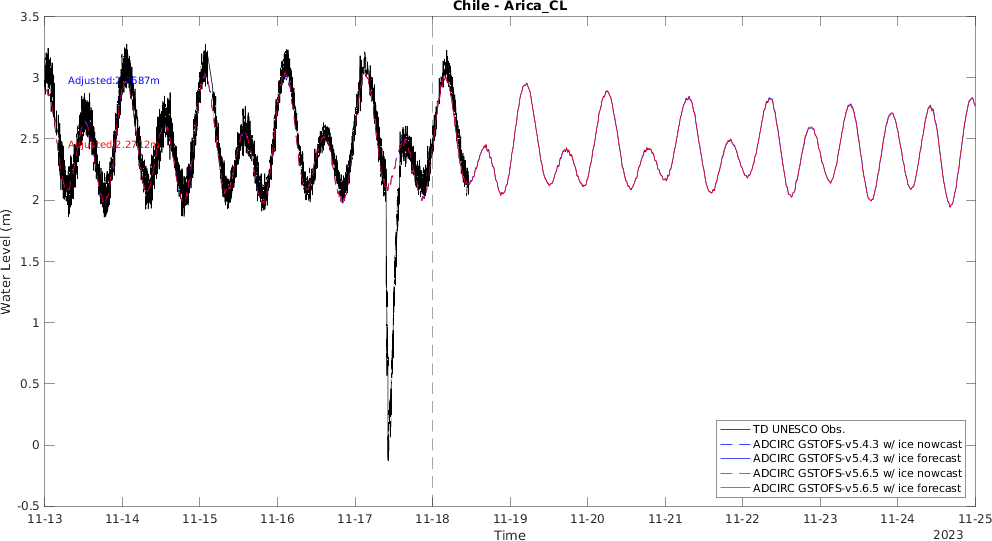 Chile - Arica_CL
3.5
3
2.5
2
1.5
1
0.5
0
-0.5
Water Level (m)
Adjusted:
Adjusted:
TD UNESCO Obs.
ADCIRC GSTOFS-v5.4.3 w/ ice nowcast
ADCIRC GSTOFS-v5.4.3 w/ ice forecast
ADCIRC GSTOFS-v5.6.5 w/ ice nowcast
ADCIRC GSTOFS-v5.6.5 w/ ice forecast
11-13 11-14 11-15 11-16 11-17 11-18 11-19 11-20 11-21 11-22 11-23 11-24 11-25
Time
2023